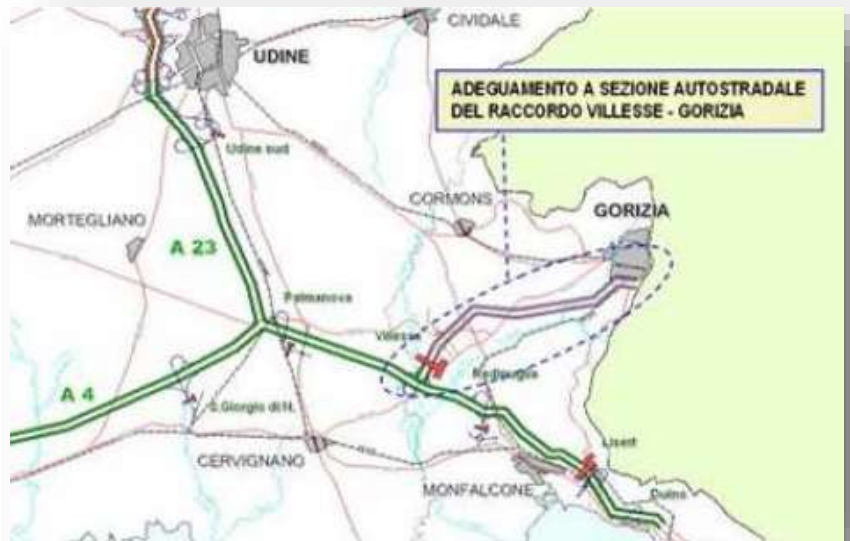 CIVIDALE
UDINE
ADEGUAMENTO A SEZIONE AUTOSTRADALE
DEL RACCORDO VILLESSE - GORIZIA
Udine sud
CORMONS
GORIZIA
MORTEGLIANO
A 23
Palmanova
Villesse
Redipuglia
A 4
S.Giorgio di N.
Lisert
CERVIGNANO
MONFALCONE
Duino